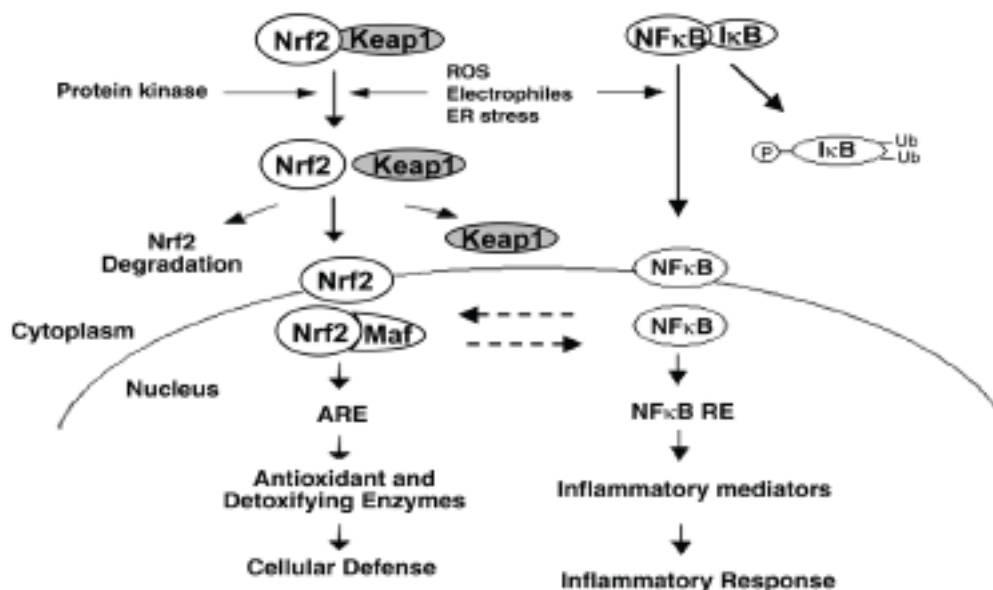 Nrf2 Keap1
NFκB IκB
Protein kinase
ROS
Electrophiles
ER stress
Nrf2 Keap1
P IκB Ub
Ub
Nrf2
Degradation
Keap1
Nrf2
NFκB
Cytoplasm
Nrf2 Maf
NFκB
Nucleus
ARE
NFκB RE
Antioxidant and
Detoxifying Enzymes
Inflammatory mediators
Cellular Defense
Inflammatory Response